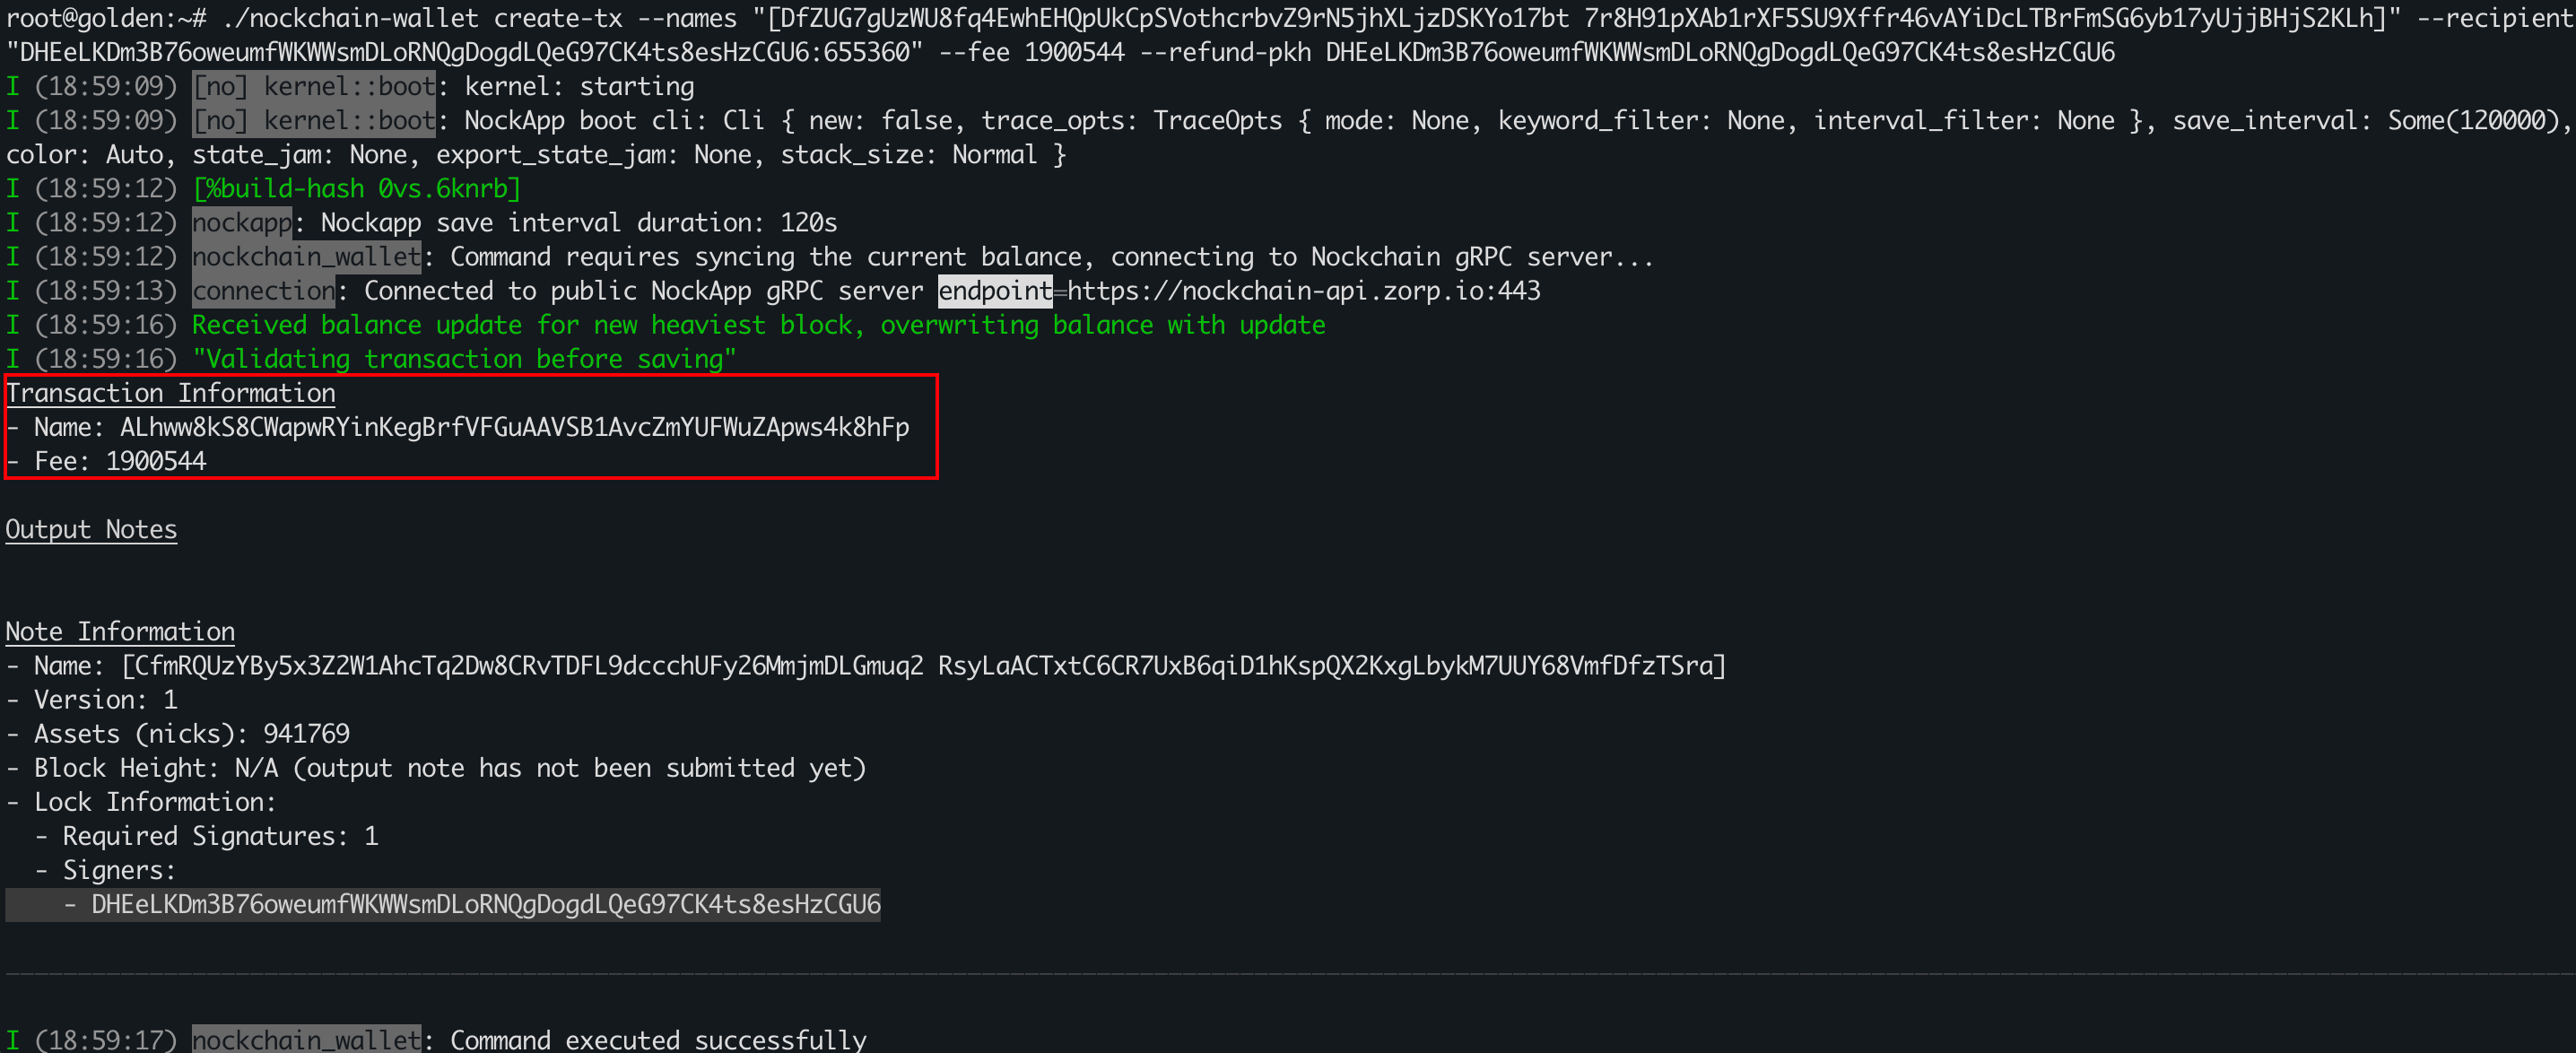 root@golden:~# ./nockchain-wallet create-tx --names "[DfZUG7gUzWU8fq4EwhEHQpUkCpSVothcrbvZ9rN5jhXLjzDSKYo17bt 7r8H91pXAb1rXF5SU9Xffr46vAYiDcLTBrFmSG6yb17yUjjBHjS2KLh]" --recipient
"DHEeLKDm3B76oweumfWKWWsmDLoRNQgDogdLQeG97CK4ts8esHzCGU6:655360" --fee 1900544 --refund-pkh DHEeLKDm3B76oweumfWKWWsmDLoRNQgDogdLQeG97CK4ts8esHzCGU6
I (18:59:09) [no] kernel::boot: kernel: starting
I (18:59:09) [no] kernel::boot: NockApp boot cli: Cli { new: false, trace_opts: TraceOpts { mode: None, keyword_filter: None, interval_filter: None }, save_interval: Some(120000),
color: Auto, state_jam: None, export_state_jam: None, stack_size: Normal }
I (18:59:12) [%build-hash 0vs.6knrb]
I (18:59:12) nockapp: Nockapp save interval duration: 120s
I (18:59:12) nockchain_wallet: Command requires syncing the current balance, connecting to Nockchain gRPC server...
I (18:59:13) connection: Connected to public NockApp gRPC server endpoint=https://nockchain-api.zorp.io:443
I (18:59:16) Received balance update for new heaviest block, overwriting balance with update
I (18:59:16) "Validating transaction before saving"
Transaction Information
- Name: ALhww8kS8CWapwRYinKegBrfVFGuAAVSB1AvcZmYUFWuZApws4k8hFp
- Fee: 1900544
Output Notes
Note Information
- Name: [CfmRQUzYBy5x3Z2W1AhcTq2Dw8CRvTDFL9dccchUFy26MmjmDLGmuq2 RsyLaACTxtC6CR7UxB6qiD1hKspQX2KxgLbykM7UUY68VmfDfzTSra]
- Version: 1
- Assets (nicks): 941769
- Block Height: N/A (output note has not been submitted yet)
- Lock Information:
- Required Signatures: 1
- Signers:
- DHEeLKDm3B76oweumfWKWWsmDLoRNQgDogdLQeG97CK4ts8esHzCGU6
I (18:59:17) nockchain_wallet: Command executed successfully